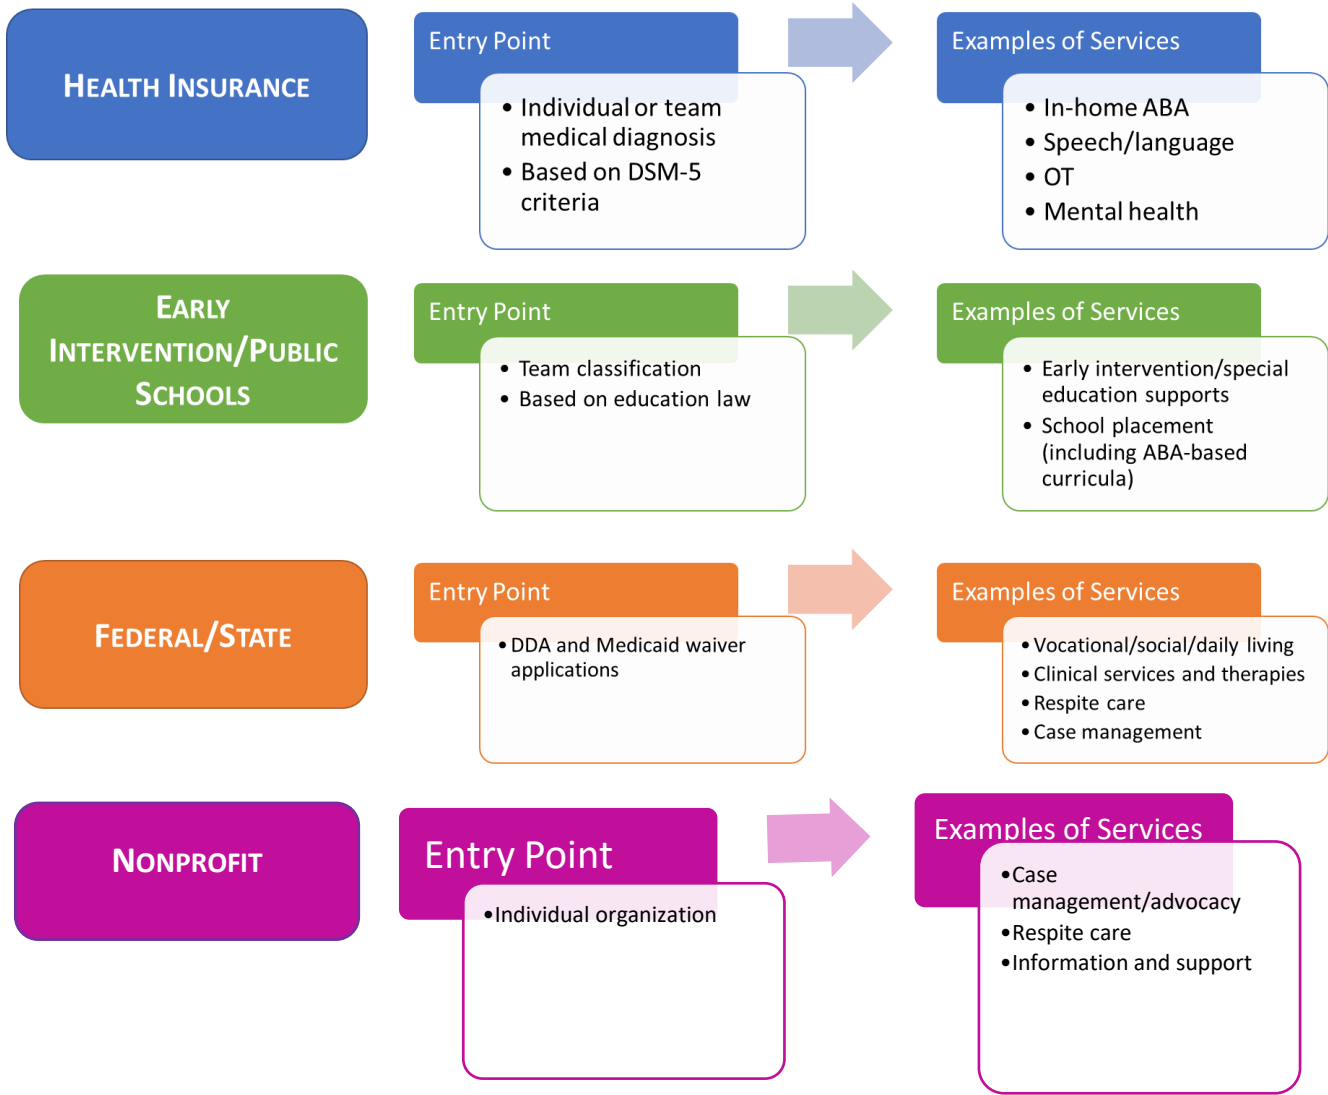 HEALTH INSURANCE
Entry Point
• Individual or team
medical diagnosis
• Based on DSM-5
criteria
Examples of Services
• In-home ABA
• Speech/language
• OT
• Mental health
EARLY
INTERVENTION/PUBLIC
SCHOOLS
Entry Point
• Team classification
• Based on education law
Examples of Services
• Early intervention/special
education supports
• School placement
(including ABA-based
curricula)
FEDERAL/STATE
Entry Point
• DDA and Medicaid waiver
applications
Examples of Services
• Vocational/social/daily living
• Clinical services and therapies
• Respite care
• Case management
NONPROFIT
Entry Point
•Individual organization
Examples of Services
•Case
management/advocacy
•Respite care
•Information and support